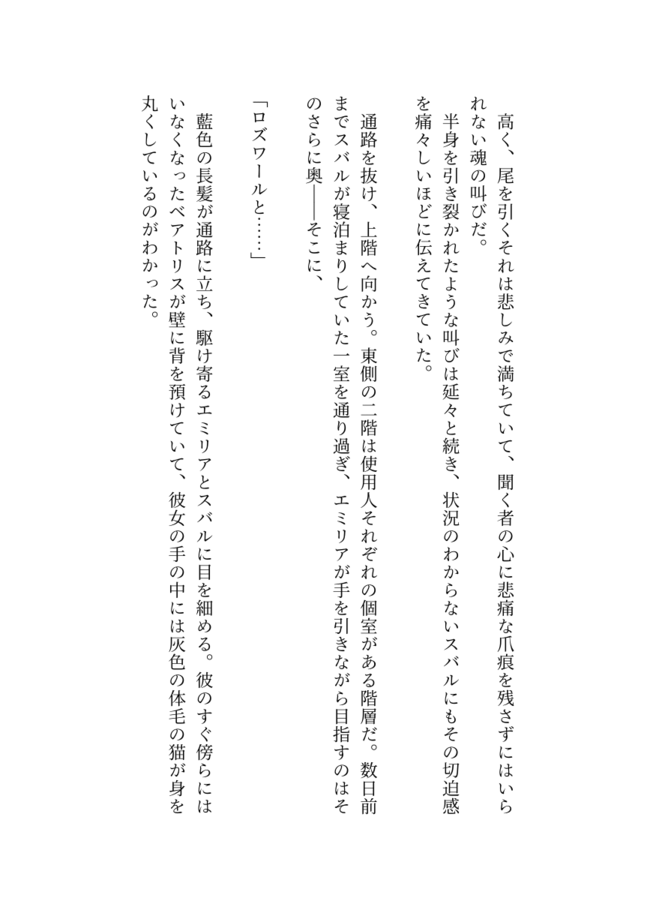 高く、尾を引くそれは悲しみで満ちていて、聞く者の心に悲痛な爪痕を残さずにはいら
れない魂の叫びだ。
　半身を引き裂かれたような叫びは延々と続き、状況のわからないスバルにもその切迫感
を痛々しいほどに伝えてきていた。
　通路を抜け、上階へ向かう。東側の二階は使用人それぞれの個室がある階層だ。数日前
までスバルが寝泊まりしていた一室を通り過ぎ、エミリアが手を引きながら目指すのはそ
のさらに奥――そこに、
「ロズワールと……」
　藍色の長髪が通路に立ち、駆け寄るエミリアとスバルに目を細める。彼のすぐ傍らには
いなくなったベアトリスが壁に背を預けていて、彼女の手の中には灰色の体毛の猫が身を
丸くしているのがわかった。